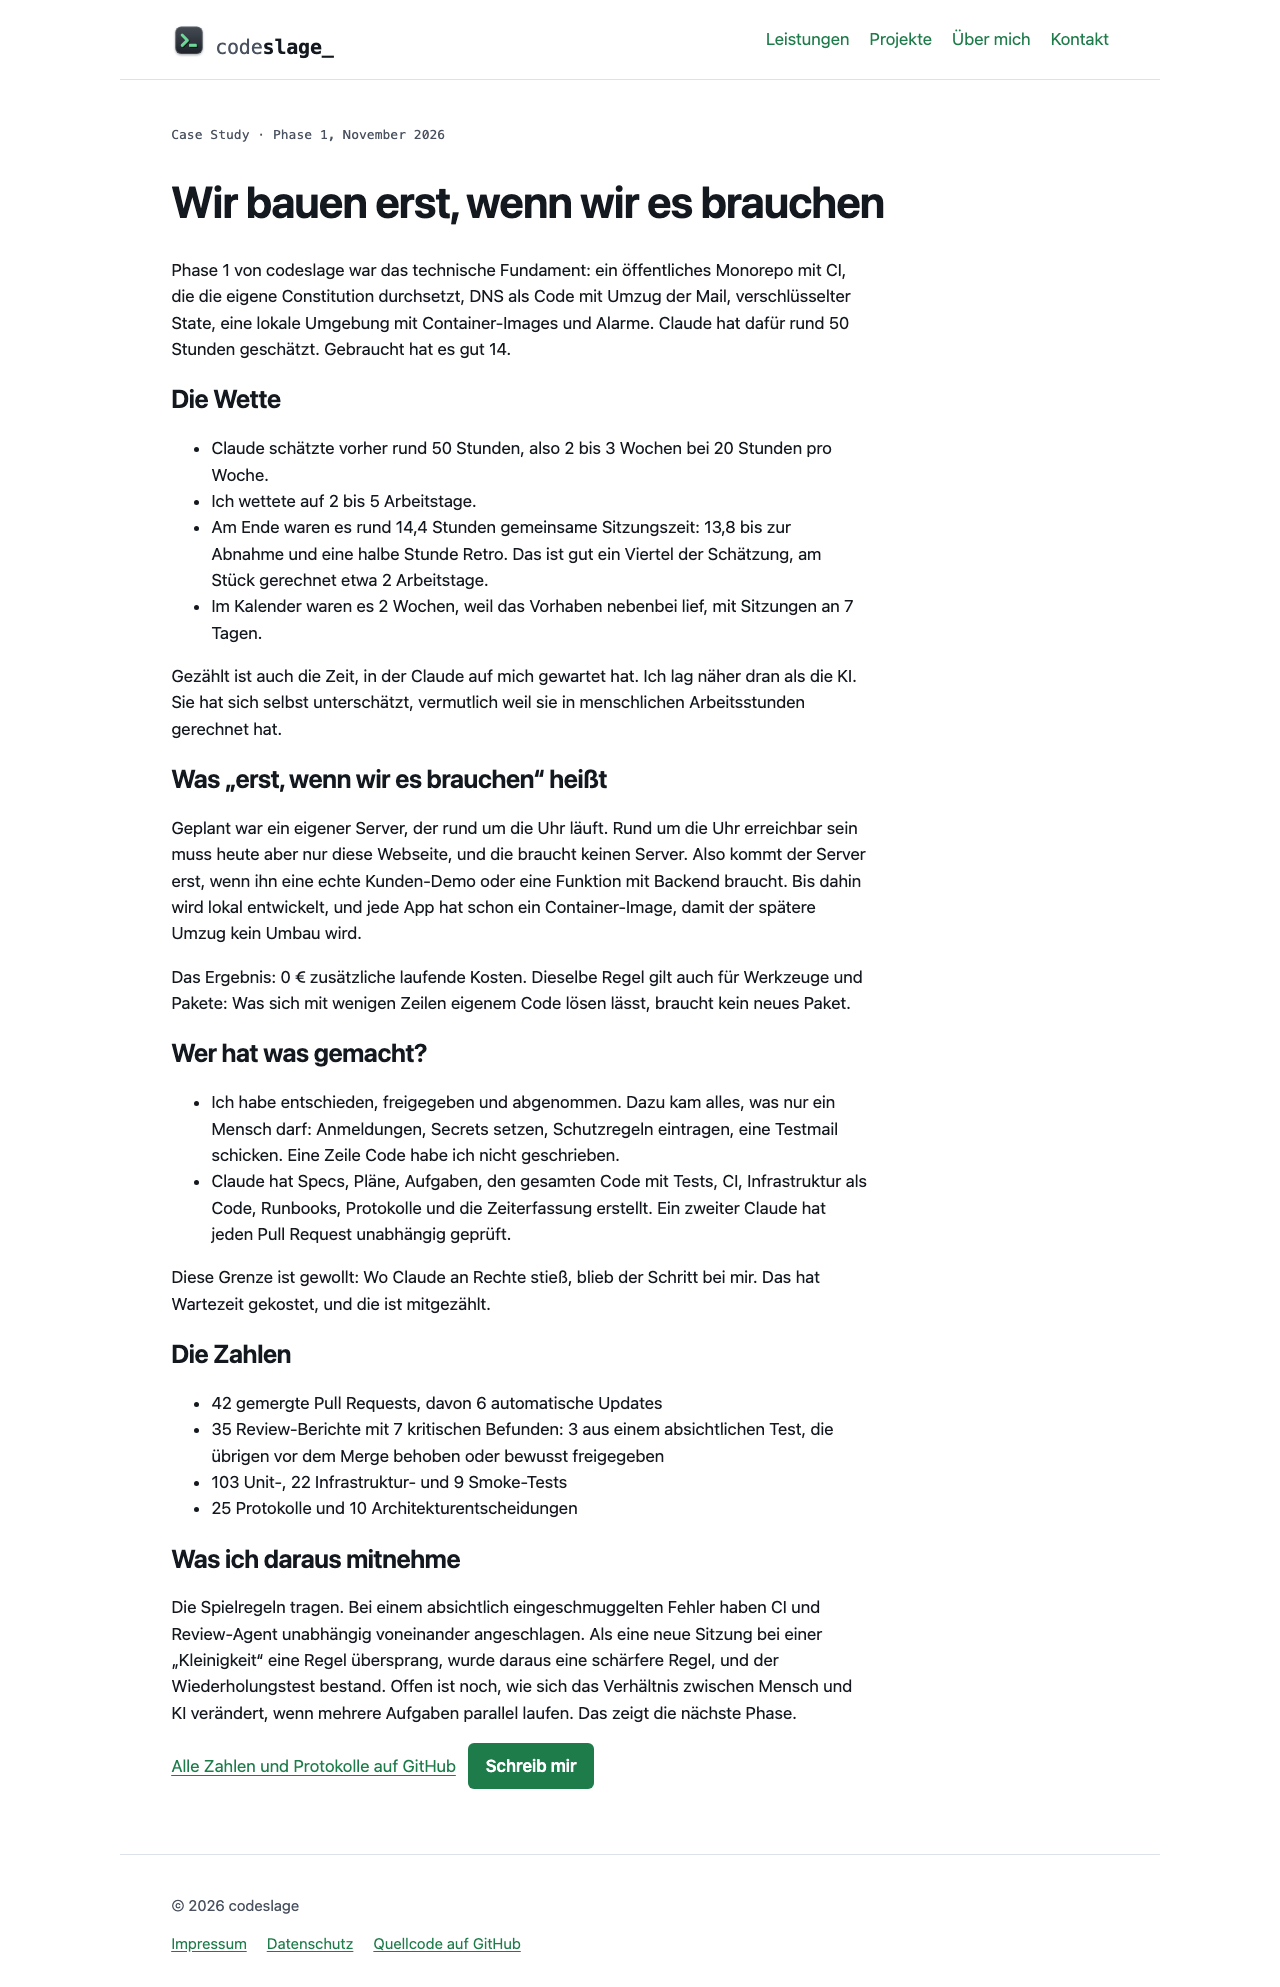 codeslage_
Leistungen Projekte Über mich Kontakt
Case Study · Phase 1, November 2026
Wir bauen erst, wenn wir es brauchen
Phase 1 von codeslage war das technische Fundament: ein öffentliches Monorepo mit CI,
die die eigene Constitution durchsetzt, DNS als Code mit Umzug der Mail, verschlüsselter
State, eine lokale Umgebung mit Container-Images und Alarme. Claude hat dafür rund 50
Stunden geschätzt. Gebraucht hat es gut 14.
Die Wette
• Claude schätzte vorher rund 50 Stunden, also 2 bis 3 Wochen bei 20 Stunden pro
Woche.
• Ich wettete auf 2 bis 5 Arbeitstage.
• Am Ende waren es rund 14,4 Stunden gemeinsame Sitzungszeit: 13,8 bis zur
Abnahme und eine halbe Stunde Retro. Das ist gut ein Viertel der Schätzung, am
Stück gerechnet etwa 2 Arbeitstage.
• Im Kalender waren es 2 Wochen, weil das Vorhaben nebenbei lief, mit Sitzungen an 7
Tagen.
Gezählt ist auch die Zeit, in der Claude auf mich gewartet hat. Ich lag näher dran als die KI.
Sie hat sich selbst unterschätzt, vermutlich weil sie in menschlichen Arbeitsstunden
gerechnet hat.
Was „erst, wenn wir es brauchen“ heißt
Geplant war ein eigener Server, der rund um die Uhr läuft. Rund um die Uhr erreichbar sein
muss heute aber nur diese Webseite, und die braucht keinen Server. Also kommt der Server
erst, wenn ihn eine echte Kunden-Demo oder eine Funktion mit Backend braucht. Bis dahin
wird lokal entwickelt, und jede App hat schon ein Container-Image, damit der spätere
Umzug kein Umbau wird.
Das Ergebnis: 0 € zusätzliche laufende Kosten. Dieselbe Regel gilt auch für Werkzeuge und
Pakete: Was sich mit wenigen Zeilen eigenem Code lösen lässt, braucht kein neues Paket.
Wer hat was gemacht?
• Ich habe entschieden, freigegeben und abgenommen. Dazu kam alles, was nur ein
Mensch darf: Anmeldungen, Secrets setzen, Schutzregeln eintragen, eine Testmail
schicken. Eine Zeile Code habe ich nicht geschrieben.
• Claude hat Specs, Pläne, Aufgaben, den gesamten Code mit Tests, CI, Infrastruktur als
Code, Runbooks, Protokolle und die Zeiterfassung erstellt. Ein zweiter Claude hat
jeden Pull Request unabhängig geprüft.
Diese Grenze ist gewollt: Wo Claude an Rechte stieß, blieb der Schritt bei mir. Das hat
Wartezeit gekostet, und die ist mitgezählt.
Die Zahlen
• 42 gemergte Pull Requests, davon 6 automatische Updates
• 35 Review-Berichte mit 7 kritischen Befunden: 3 aus einem absichtlichen Test, die
übrigen vor dem Merge behoben oder bewusst freigegeben
• 103 Unit-, 22 Infrastruktur- und 9 Smoke-Tests
• 25 Protokolle und 10 Architekturentscheidungen
Was ich daraus mitnehme
Die Spielregeln tragen. Bei einem absichtlich eingeschmuggelten Fehler haben CI und
Review-Agent unabhängig voneinander angeschlagen. Als eine neue Sitzung bei einer
„Kleinigkeit“ eine Regel übersprang, wurde daraus eine schärfere Regel, und der
Wiederholungstest bestand. Offen ist noch, wie sich das Verhältnis zwischen Mensch und
KI verändert, wenn mehrere Aufgaben parallel laufen. Das zeigt die nächste Phase.
Alle Zahlen und Protokolle auf GitHub Schreib mir
© 2026 codeslage
Impressum Datenschutz Quellcode auf GitHub